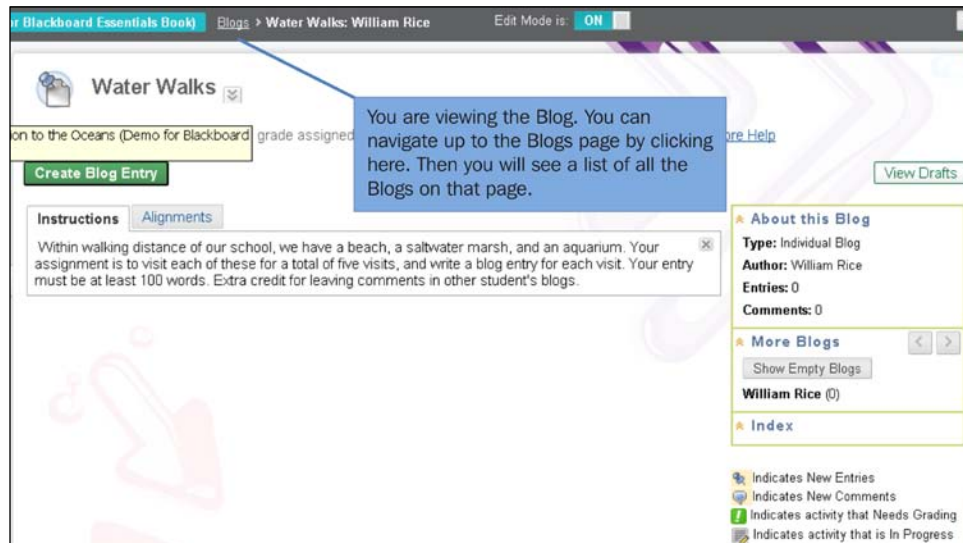 r Blackboard Essentials Book) Blogs > Water Walks: William Rice Edit Mode is: ON
Water Walks
You are viewing the Blog. You can
navigate up to the Blogs page by clicking
here. Then you will see a list of all the
Blogs on that page.
on to the Oceans (Demo for Blackboard grade assigned ore Help
Create Blog Entry View Drafts
Instructions Alignments
Within walking distance of our school, we have a beach, a saltwater marsh, and an aquarium. Your
assignment is to visit each of these for a total of five visits, and write a blog entry for each visit. Your entry
must be at least 100 words. Extra credit for leaving comments in other student's blogs.
About this Blog
Type: Individual Blog
Author: William Rice
Entries: 0
Comments: 0
More Blogs < >
Show Empty Blogs
William Rice (0)
Index
Indicates New Entries
Indicates New Comments
Indicates activity that Needs Grading
Indicates activity that is In Progress